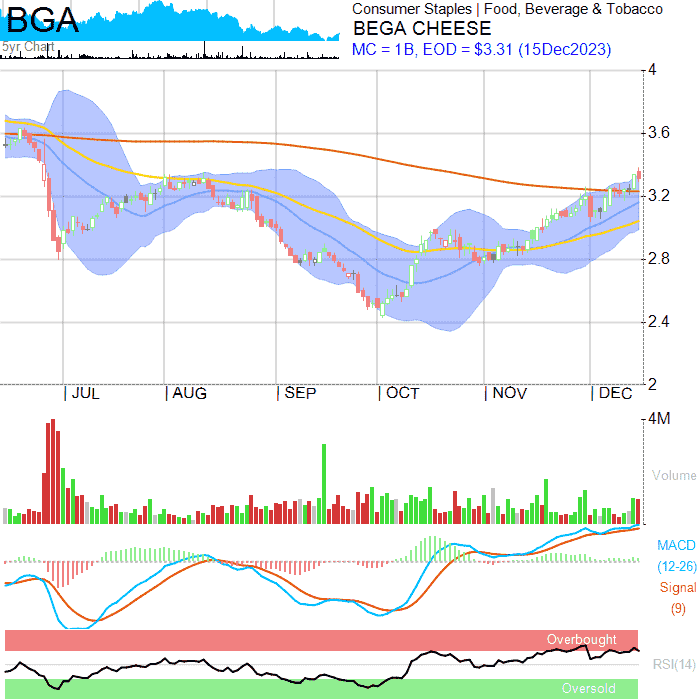 BGA
5yr Chart
Consumer Staples | Food, Beverage & Tobacco
BEGA CHEESE
MC = 1B, EOD = $3.31 (15Dec2023)
4
3.6
3.2
2.8
2.4
2
JUL AUG SEP OCT NOV DEC
4M
Volume
MACD
(12-26)
Signal
(9)
Overbought
RSI(14)
Oversold